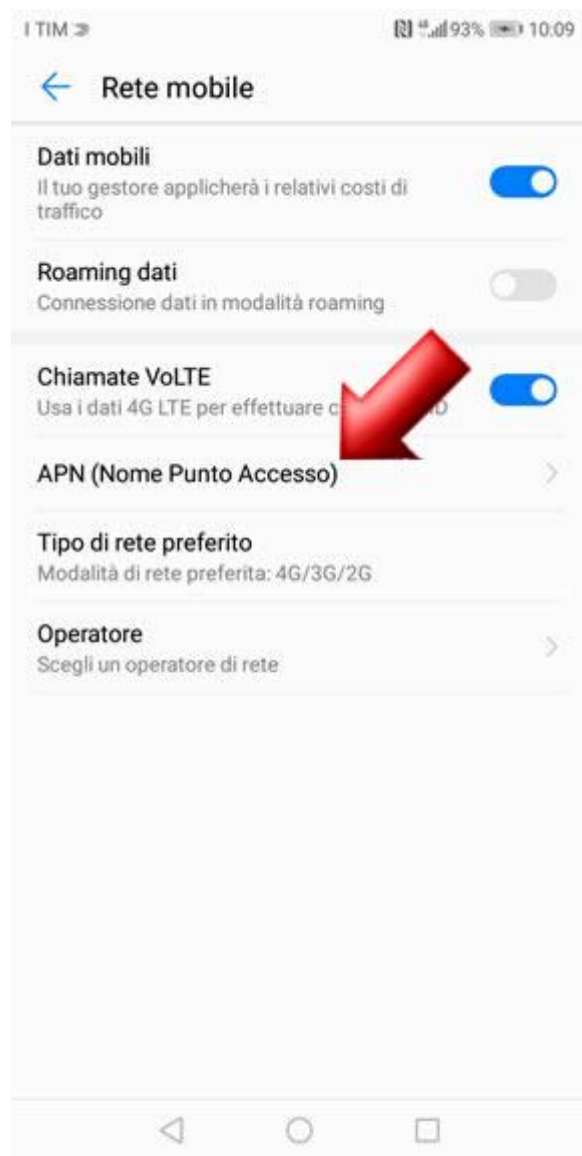 I TIM
93% 10:09
Rete mobile
Dati mobili
Il tuo gestore applicherà i relativi costi di
traffico
Roaming dati
Connessione dati in modalità roaming
Chiamate VoLTE
Usa i dati 4G LTE per effettuare
APN (Nome Punto Accesso)
Tipo di rete preferito
Modalità di rete preferita: 4G/3G/2G
Operatore
Scegli un operatore di rete